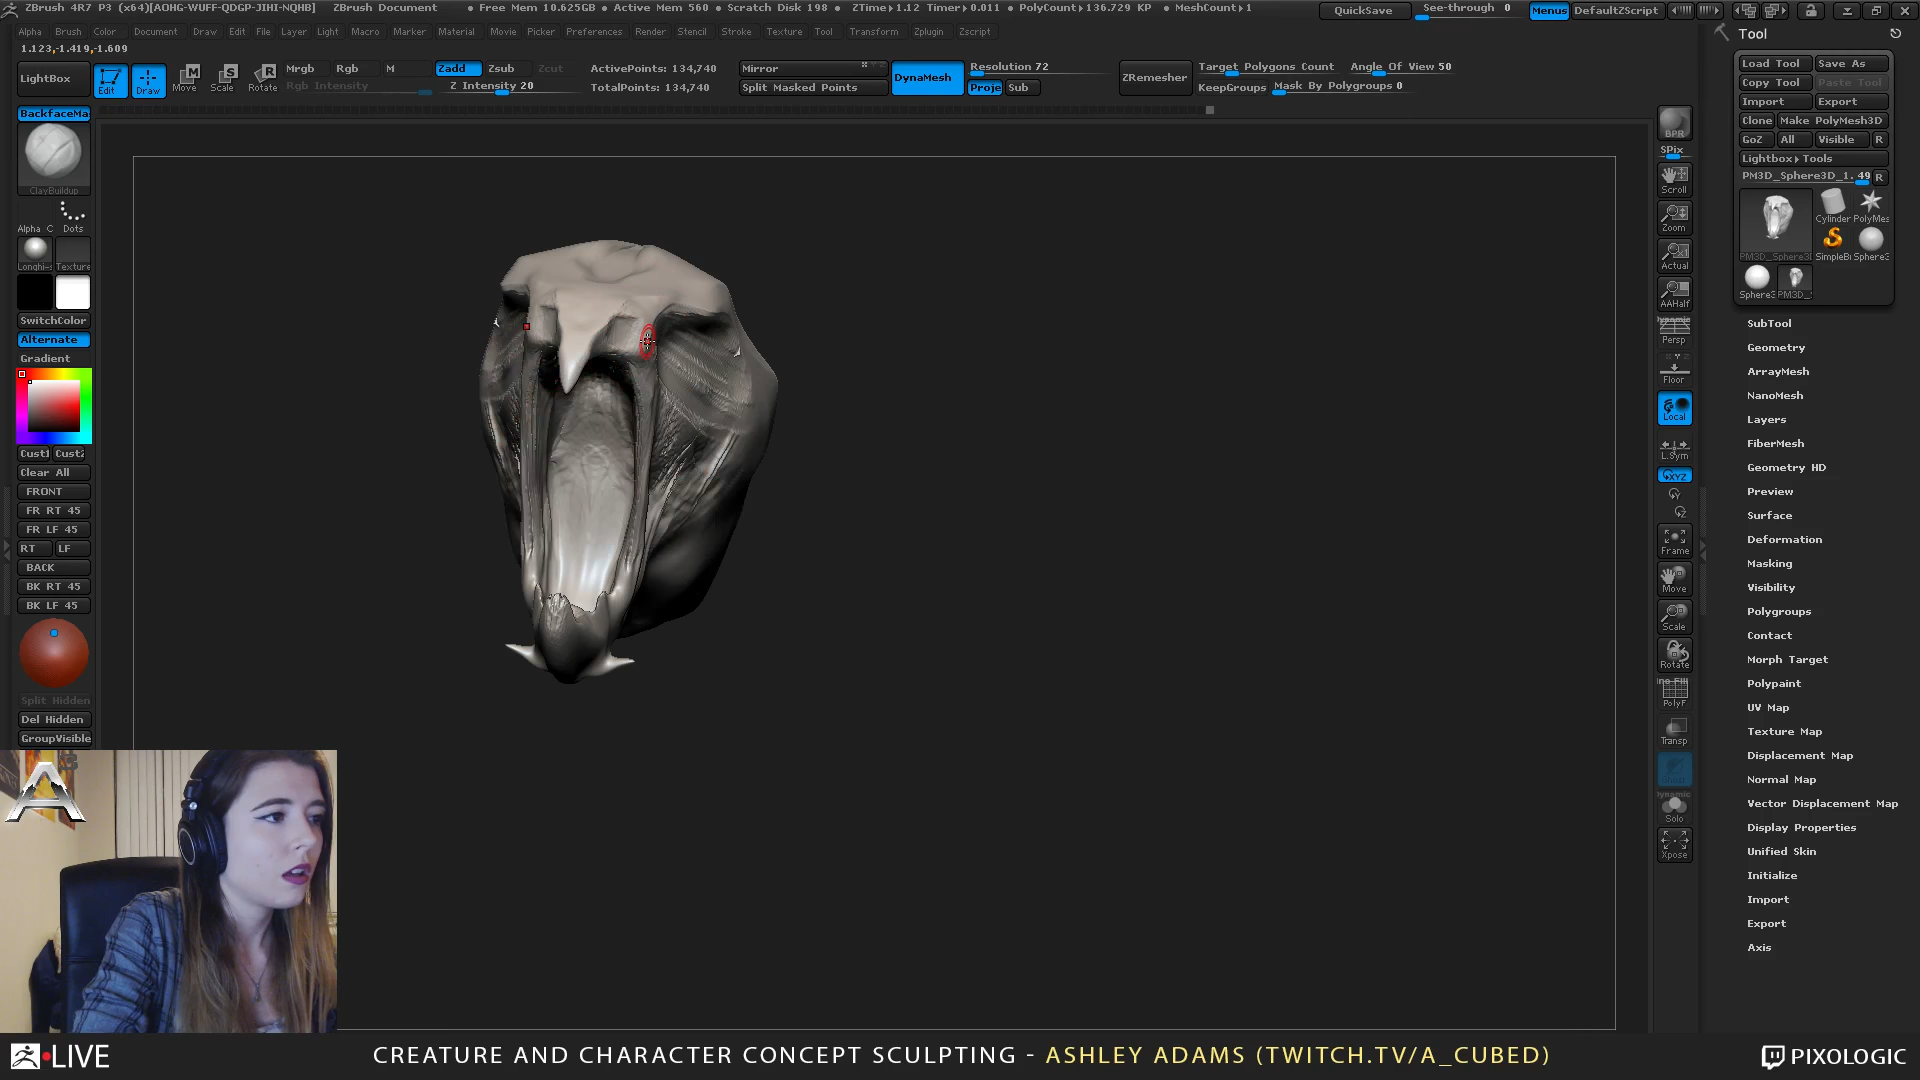 ZBrush 4R7 P3 (x64)[AOHG-WUFF-QDGP-JIHI-NQHB] ZBrush Document • Free Mem 10.625GB • Active Mem 560 • Scratch Disk 198 • ZTime▸1.12 Timer▸0.011 • PolyCount▸136.729 KP • MeshCount▸1 QuickSave See-through 0 Menus DefaultZScript
Alpha Brush Color Document Draw Edit File Layer Light Macro Marker Material Movie Picker Preferences Render Stencil Stroke Texture Tool Transform Zplugin Zscript
1.123,-1.419,-1.609
LightBox Edit Draw Move Scale Rotate
Mrgb Rgb M Zadd Zsub Zcut ActivePoints: 134,740 Mirror DynaMesh Resolution 72 ZRemesher Target Polygons Count Angle Of View 50
Rgb Intensity Z Intensity 20 TotalPoints: 134,740 Split Masked Points Proje Sub KeepGroups Mask By Polygroups 0
BackfaceMa
ClayBuildup
Alpha C Dots
Longhi-s Texture
SwitchColor
Alternate
Gradient
Cust1 Cust2
Clear All
FRONT
FR RT 45
FR LF 45
RT LF
BACK
BK RT 45
BK LF 45
Split Hidden
Del Hidden
GroupVisible
BPR
SPix
Scroll
Zoom
Actual
AAHalf
Dynamic
Persp
Floor
Local
L.Sym
XYZ
Frame
Move
Scale
Rotate
PolyF
Transp
Dynamic
Solo
Xpose
Tool
Load Tool Save As
Copy Tool Paste Tool
Import Export
Clone Make PolyMesh3D
GoZ All Visible R
Lightbox▸Tools
PM3D_Sphere3D_1. 49 R
Cylinder PolyMes
PM3D_Sphere3I SimpleBr Sphere3
Sphere3 PM3D_
SubTool
Geometry
ArrayMesh
NanoMesh
Layers
FiberMesh
Geometry HD
Preview
Surface
Deformation
Masking
Visibility
Polygroups
Contact
Morph Target
Polypaint
UV Map
Texture Map
Displacement Map
Normal Map
Vector Displacement Map
Display Properties
Unified Skin
Initialize
Import
Export
Axis
LIVE CREATURE AND CHARACTER CONCEPT SCULPTING - ASHLEY ADAMS (TWITCH.TV/A_CUBED) PIXOLOGIC